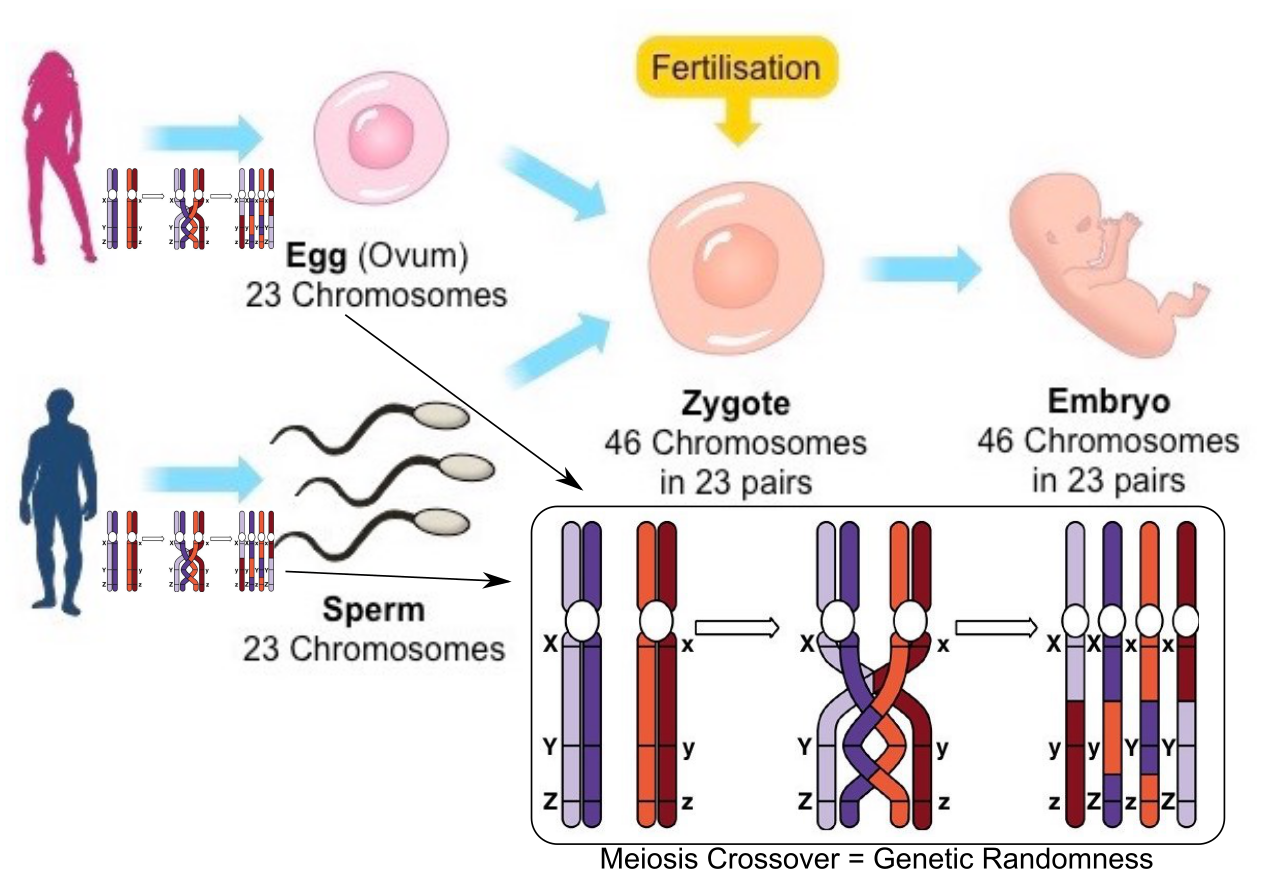 Fertilisation
Egg (Ovum)
23 Chromosomes
Zygote
46 Chromosomes
in 23 pairs
Embryo
46 Chromosomes
in 23 pairs
Sperm
23 Chromosomes
X x X x X X x x
Y y Y y y y Y Y
Z z Z z z Z z Z
Meiosis Crossover = Genetic Randomness
X x X x
Y y Y y
Z z Z z
X x X x
Y y Y y
Z z Z z